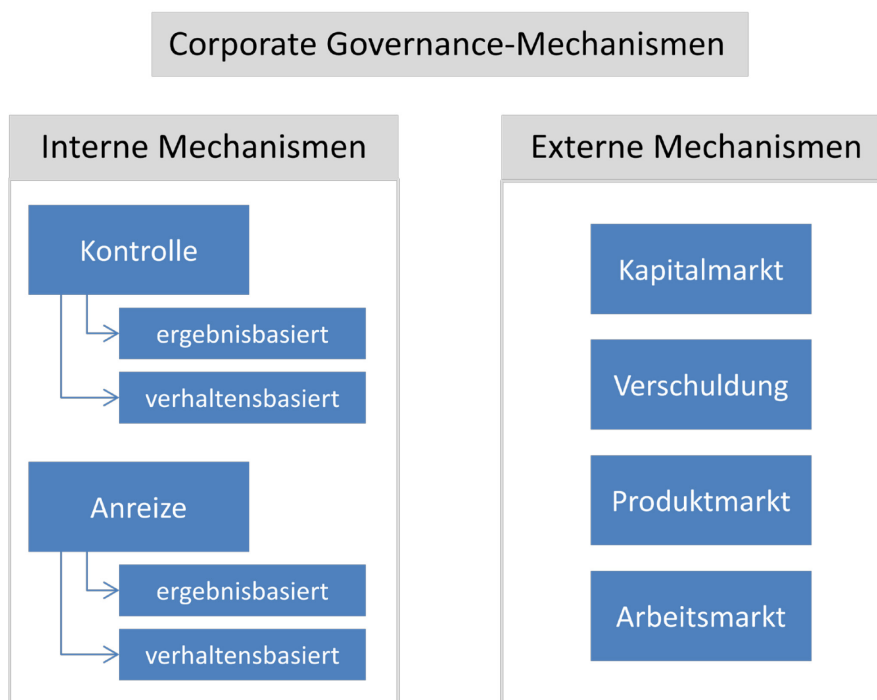 Corporate Governance-Mechanismen
Interne Mechanismen
Kontrolle
ergebnisbasiert
verhaltensbasiert
Anreize
ergebnisbasiert
verhaltensbasiert
Externe Mechanismen
Kapitalmarkt
Verschuldung
Produktmarkt
Arbeitsmarkt